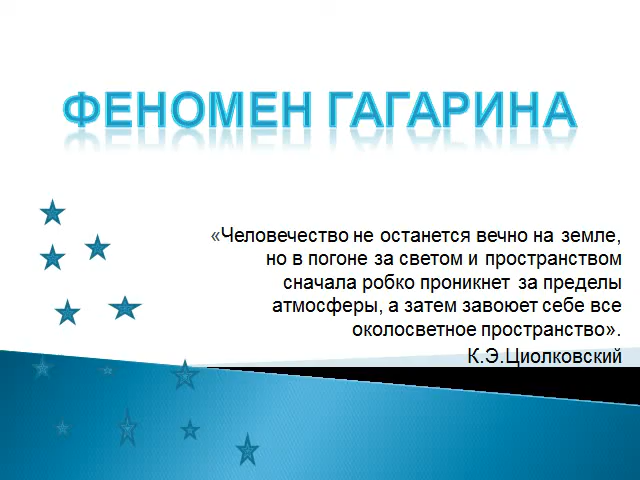 ФЕНОМЕН ГАГАРИНА
«Человечество не останется вечно на земле,
но в погоне за светом и пространством
сначала робко проникнет за пределы
атмосферы, а затем завоюет себе все
околосветное пространство».
К.Э.Циолковский